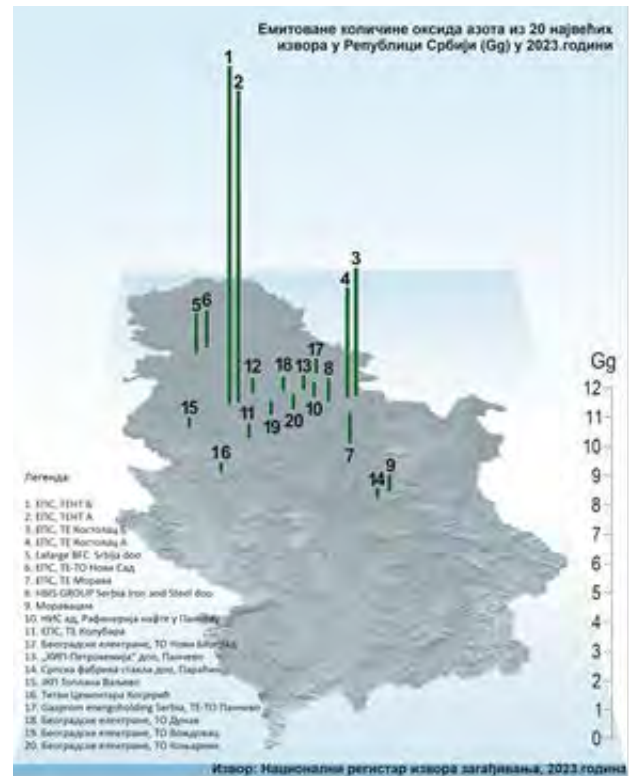 Емитоване количине оксида азота из 20 највећих
извора у Републици Србији (Gg) у 2023.години
1
2
3
4
5 6
17
12 18 13 8
Gg
12
11
10
9
8
7
6
5
4
3
2
1
0
15
11
19
20
10
16
7
9
14
Легенда:
1. ЕПС, ТЕНТ Б
2. ЕПС, ТЕНТ А
3. ЕПС, ТЕ Костолац Б
4. ЕПС, ТЕ Костолац А
5. Lafarge BFC Srbija doo
6. ЕПС, ТЕ-ТО Нови Сад
7. ЕПС, ТЕ Морава
8. HBIS GROUP Serbia Iron and Steel doo
9. Моравацем
10. НИС ад, Рафинерија нафте у Панчеву
11. ЕПС, ТЕ Колубара
12. Београдске електране, ТО Нови Београд
13. „ХИП-Петрохемија" доо, Панчево
14. Српска фабрика стакла доо, Параћин
15. ЈКП Топлана Ваљево
16. Титан Цементара Косјерић
17. Gazprom energoholding Serbia, ТЕ-ТО Панчево
18. Београдске електране, ТО Дунав
19. Београдске електране, ТО Вождовац
20. Београдске електране, ТО Коњарник
Извор: Национални регистар извора загађивања, 2023.година